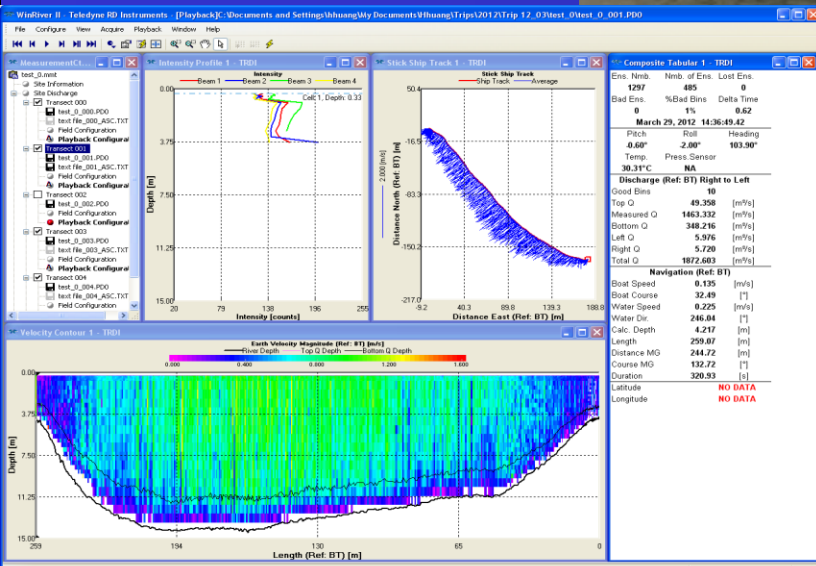 WinRiver II - Teledyne RD Instruments - [Playback]C:\Documents and Settings\hhuang\My Documents\Hhuang\Trips\2012\Trip 12_03\test_0\test_0_001.PD0
File Configure View Acquire Playback Window Help
MeasurementCt...
test_0.mmt
Site Information
Site Discharge
Transect 000
test_0_000.PD0
text file_000_ASC.TXT
Field Configuration
Playback Configurat
Transect 001
test_0_001.PD0
text file_001_ASC.TXT
Field Configuration
Playback Configurat
Transect 002
test_0_002.PD0
Field Configuration
Playback Configurat
Transect 003
test_0_003.PD0
text file_003_ASC.TXT
Field Configuration
Playback Configurat
Transect 004
test_0_004.PD0
text file_004_ASC.TXT
Field Configuration
Intensity Profile 1 - TRDI
Intensity
Beam 1 Beam 2 Beam 3 Beam 4
Cell: 1, Depth: 0.33
0.00
3.75
7.50
11.25
15.00
Depth [m]
20 79 138 196 255
Intensity [counts]
Stick Ship Track 1 - TRDI
Stick Ship Track
Ship Track Average
2.000 [m/s]
Distance North (Ref: BT) [m]
50.4
-83.3
-150.2
-217.0
-5.2 40.3 89.8 139.3 188.8
Distance East (Ref: BT) [m]
Composite Tabular 1 - TRDI
Ens. Nmb. Nmb. of Ens. Lost Ens.
1297 485 0
Bad Ens. %Bad Bins Delta Time
0 1% 0.62
March 29, 2012 14:36:49.42
Pitch Roll Heading
-0.60° -2.00° 103.90°
Temp. Press.Sensor
30.31°C NA
Discharge (Ref: BT) Right to Left
Good Bins 10
Top Q 49.358 [m³/s]
Measured Q 1463.332 [m³/s]
Bottom Q 348.216 [m³/s]
Left Q 5.976 [m³/s]
Right Q 5.720 [m³/s]
Total Q 1872.603 [m³/s]
Navigation (Ref: BT)
Boat Speed 0.135 [m/s]
Boat Course 32.49 [°]
Water Speed 0.225 [m/s]
Water Dir. 246.04 [°]
Calc. Depth 4.217 [m]
Length 259.07 [m]
Distance MG 244.72 [m]
Course MG 132.72 [°]
Duration 320.93 [s]
Latitude NO DATA
Longitude NO DATA
Velocity Contour 1 - TRDI
Earth Velocity Magnitude (Ref: BT) [m/s]
River Depth Top Q Depth Bottom Q Depth
0.000 0.400 0.800 1.200 1.600
0.00
3.75
7.50
11.25
15.00
Depth [m]
259 194 130 65 0
Length (Ref: BT) [m]